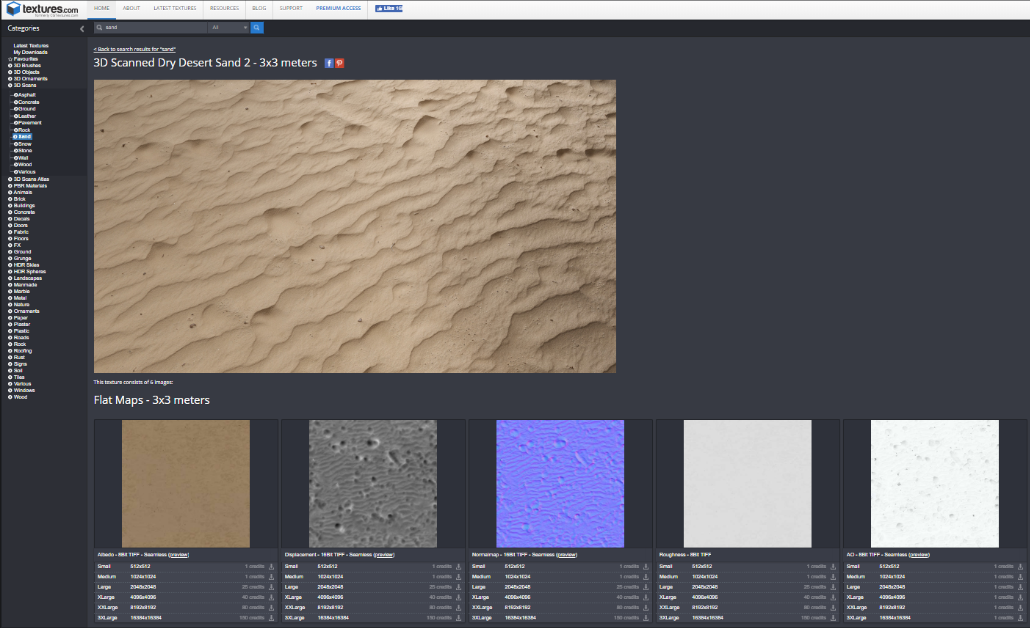 textures.com
formerly CGTextures.com
HOME ABOUT LATEST TEXTURES RESOURCES BLOG SUPPORT PREMIUM ACCESS Like
Categories
sand All
Latest Textures
My Downloads
Favourites
3D Brushes
3D Objects
3D Ornaments
3D Scans
Asphalt
Concrete
Ground
Leather
Pavement
Rock
Sand
Snow
Stone
Wall
Wood
Various
3D Scans Atlas
PBR Materials
Animals
Brick
Buildings
Concrete
Decals
Doors
Fabric
Floors
FX
Ground
Grunge
HDR Skies
HDR Spheres
Landscapes
Manmade
Marble
Metal
Nature
Ornaments
Paper
Plaster
Plastic
Roads
Rock
Roofing
Rust
Signs
Soil
Tiles
Various
Windows
Wood
< Back to search results for "sand"
3D Scanned Dry Desert Sand 2 - 3x3 meters
This texture consists of 6 images:
Flat Maps - 3x3 meters
Albedo - 8Bit TIFF - Seamless (preview)
Small 512x512 1 credits
Medium 1024x1024 1 credits
Large 2048x2048 25 credits
XLarge 4096x4096 40 credits
XXLarge 8192x8192 80 credits
3XLarge 16384x16384 100 credits
Displacement - 16Bit TIFF - Seamless (preview)
Small 512x512 1 credits
Medium 1024x1024 1 credits
Large 2048x2048 25 credits
XLarge 4096x4096 40 credits
XXLarge 8192x8192 80 credits
3XLarge 16384x16384 100 credits
Normalmap - 16Bit TIFF - Seamless (preview)
Small 512x512 1 credits
Medium 1024x1024 1 credits
Large 2048x2048 25 credits
XLarge 4096x4096 40 credits
XXLarge 8192x8192 80 credits
3XLarge 16384x16384 100 credits
Roughness - 8Bit TIFF
Small 512x512 1 credits
Medium 1024x1024 1 credits
Large 2048x2048 25 credits
XLarge 4096x4096 40 credits
XXLarge 8192x8192 80 credits
3XLarge 16384x16384 100 credits
AO - 8Bit TIFF - Seamless (preview)
Small 512x512 1 credits
Medium 1024x1024 1 credits
Large 2048x2048 25 credits
XLarge 4096x4096 40 credits
XXLarge 8192x8192 80 credits
3XLarge 16384x16384 100 credits